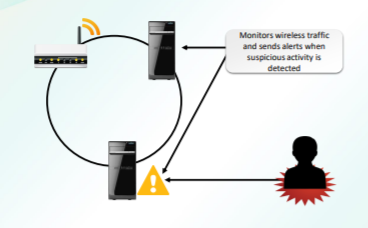 Monitors wireless traffic
and sends alerts when
suspicious activity is
detected